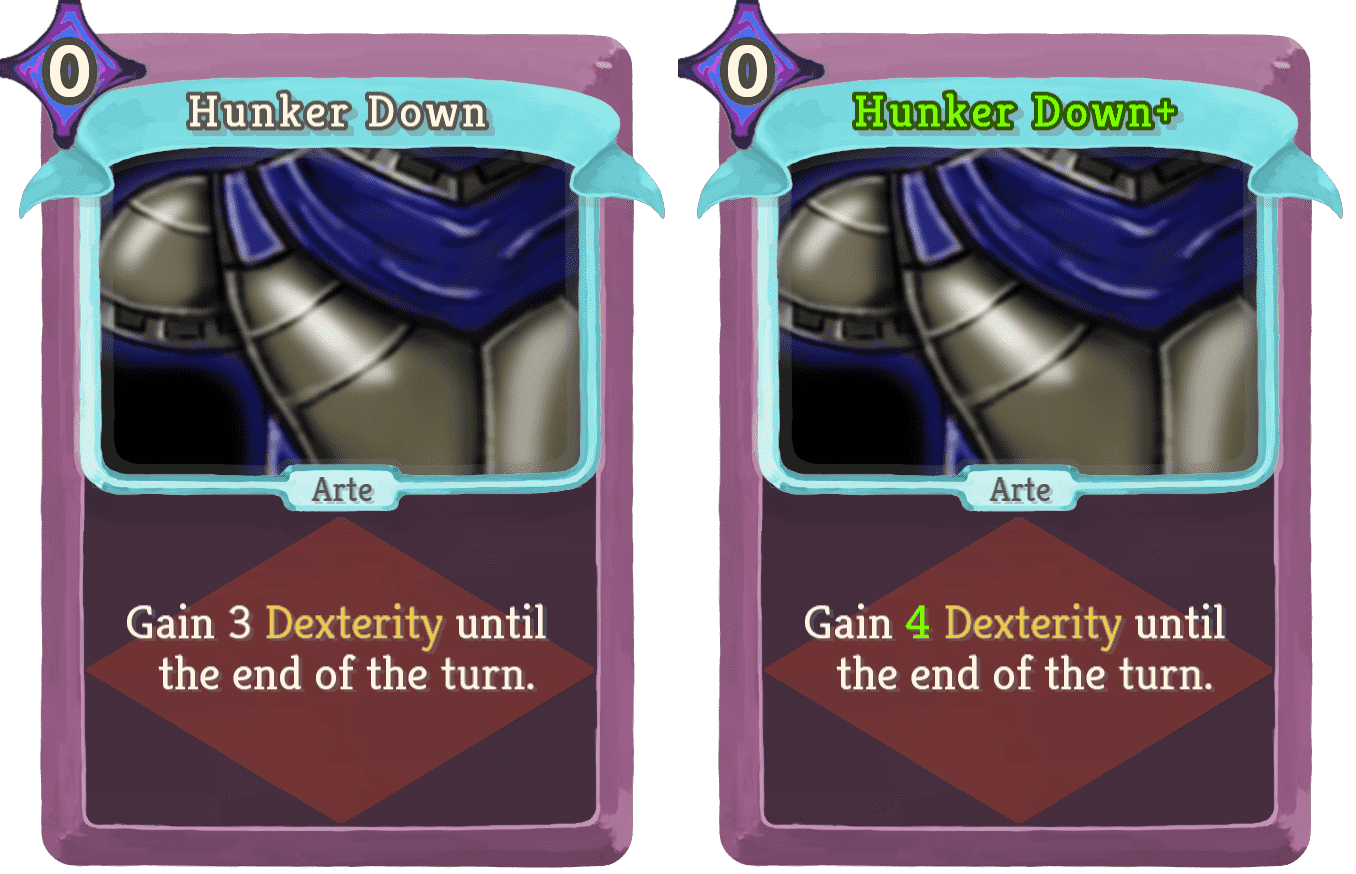 0
Hunker Down
Arte
Gain 3 Dexterity until
the end of the turn.
0
Hunker Down+
Arte
Gain 4 Dexterity until
the end of the turn.